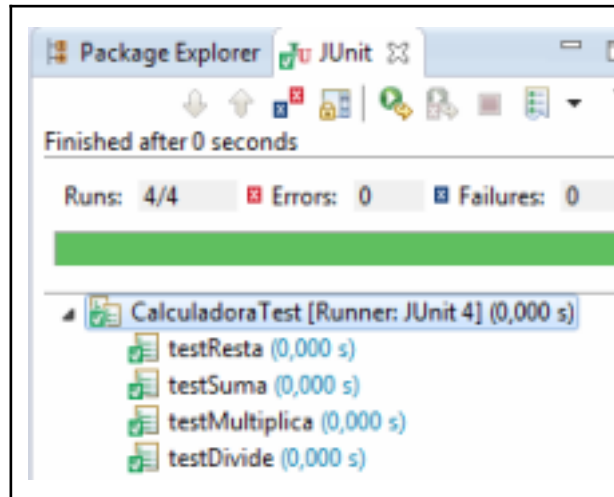 Package Explorer JUnit
Finished after 0 seconds
Runs: 4/4 Errors: 0 Failures: 0
CalculadoraTest [Runner: JUnit 4] (0,000 s)
testResta (0,000 s)
testSuma (0,000 s)
testMultiplica (0,000 s)
testDivide (0,000 s)